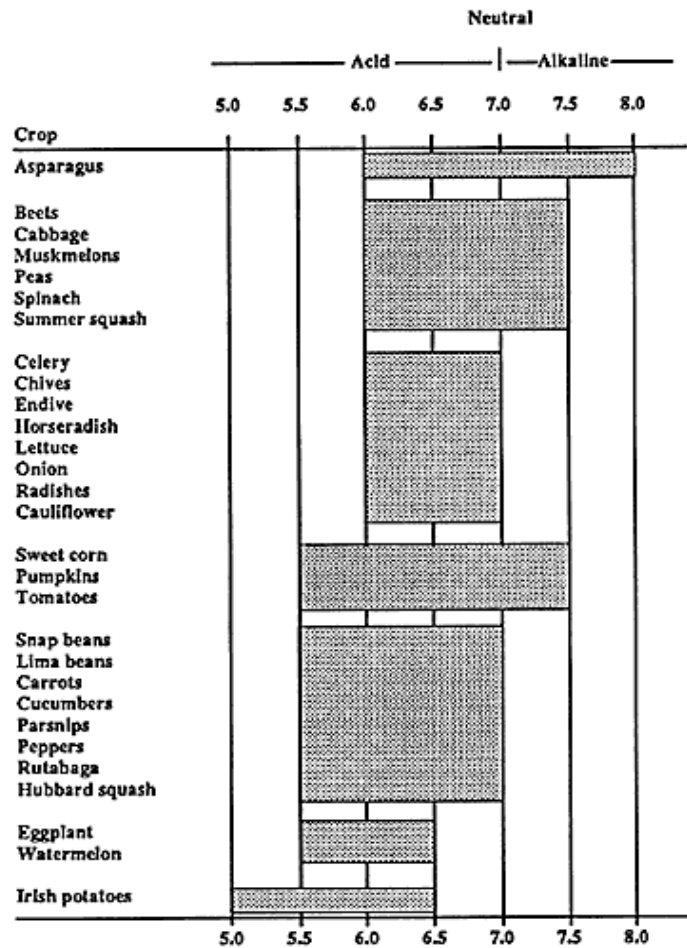 Neutral
Acid Alkaline
5.0 5.5 6.0 6.5 7.0 7.5 8.0
Crop
Asparagus
Beets
Cabbage
Muskmelons
Peas
Spinach
Summer squash
Celery
Chives
Endive
Horseradish
Lettuce
Onion
Radishes
Cauliflower
Sweet corn
Pumpkins
Tomatoes
Snap beans
Lima beans
Carrots
Cucumbers
Parsnips
Peppers
Rutabaga
Hubbard squash
Eggplant
Watermelon
Irish potatoes
5.0 5.5 6.0 6.5 7.0 7.5 8.0